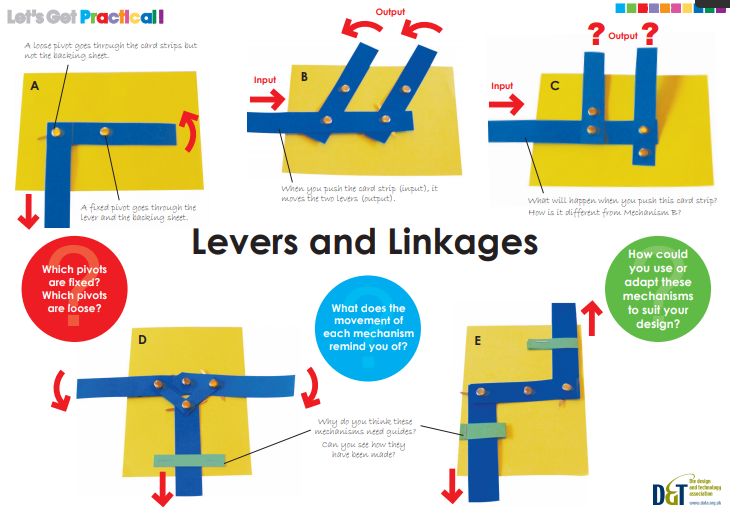 Let's Get Practical!
A loose pivot goes through the card strips but
not the backing sheet.
A
A fixed pivot goes through the
lever and the backing sheet.
Output
Input
B
When you push the card strip (input), it
moves the two levers (output).
? Output ?
Input
C
What will happen when you push this card strip?
How is it different from Mechanism B?
Levers and Linkages
?
Which pivots
are fixed?
Which pivots
are loose?
?
What does the
movement of
each mechanism
remind you of?
?
How could
you use or
adapt these
mechanisms
to suit your
design?
D
E
Why do you think these
mechanisms need guides?
Can you see how they
have been made?
D&T
the design
and technology
association
www.data.org.uk